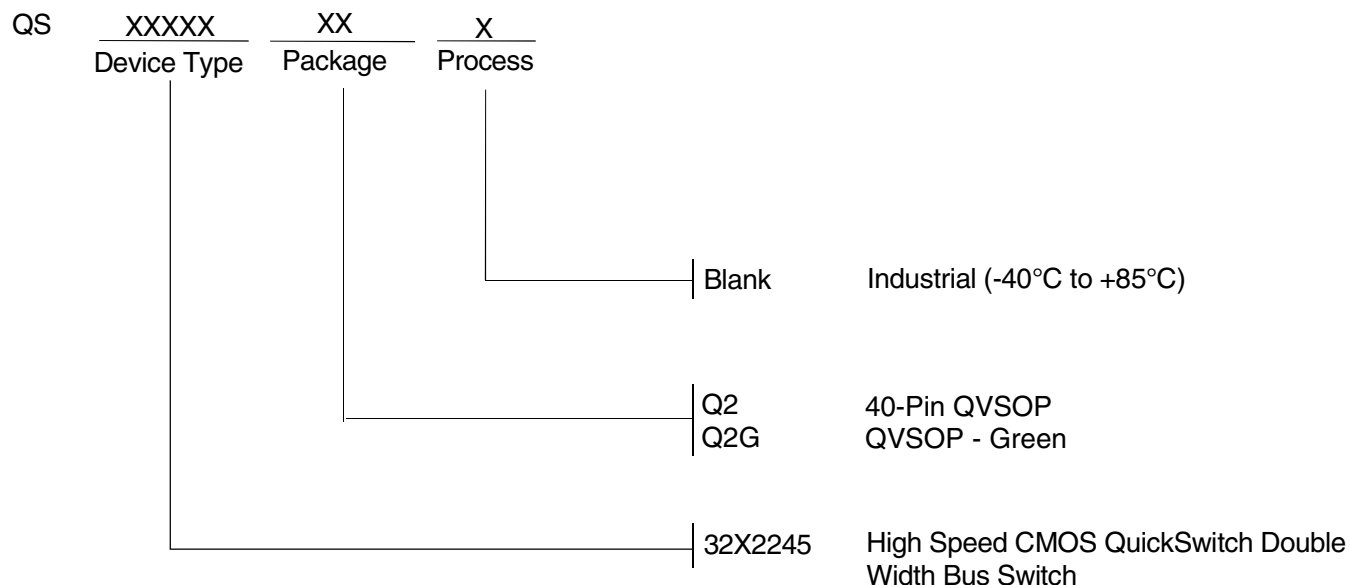 QS XXXXX XX X
Device Type Package Process
Blank Industrial (-40°C to +85°C)
Q2 40-Pin QVSOP
Q2G QVSOP - Green
32X2245 High Speed CMOS QuickSwitch Double
Width Bus Switch